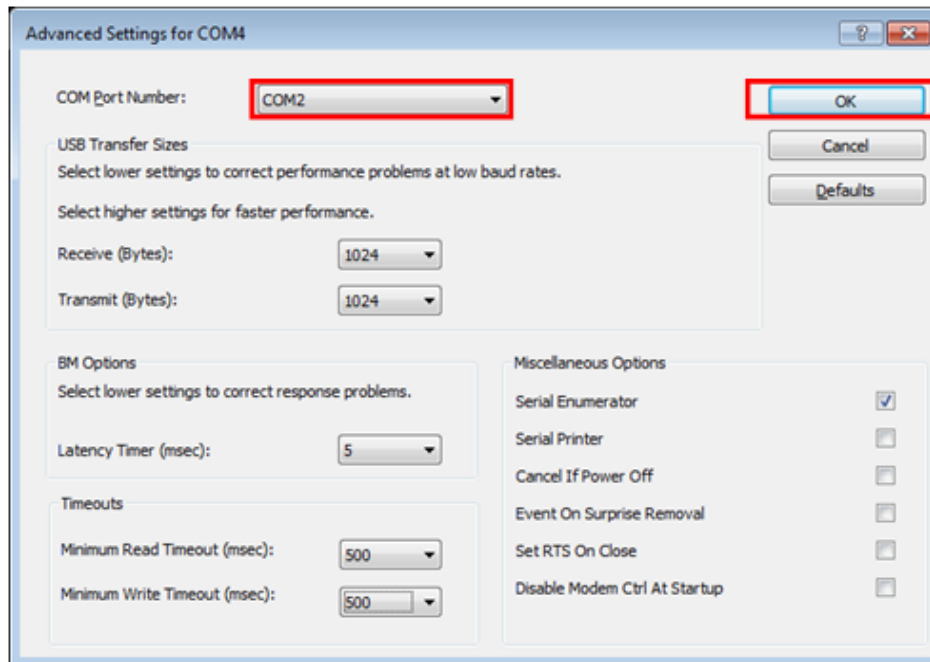 Advanced Settings for COM4
COM Port Number:
COM2
OK
Cancel
Defaults
USB Transfer Sizes
Select lower settings to correct performance problems at low baud rates.
Select higher settings for faster performance.
Receive (Bytes):
1024
Transmit (Bytes):
1024
BM Options
Select lower settings to correct response problems.
Latency Timer (msec):
5
Timeouts
Minimum Read Timeout (msec):
500
Minimum Write Timeout (msec):
500
Miscellaneous Options
Serial Enumerator
Serial Printer
Cancel If Power Off
Event On Surprise Removal
Set RTS On Close
Disable Modem Ctrl At Startup